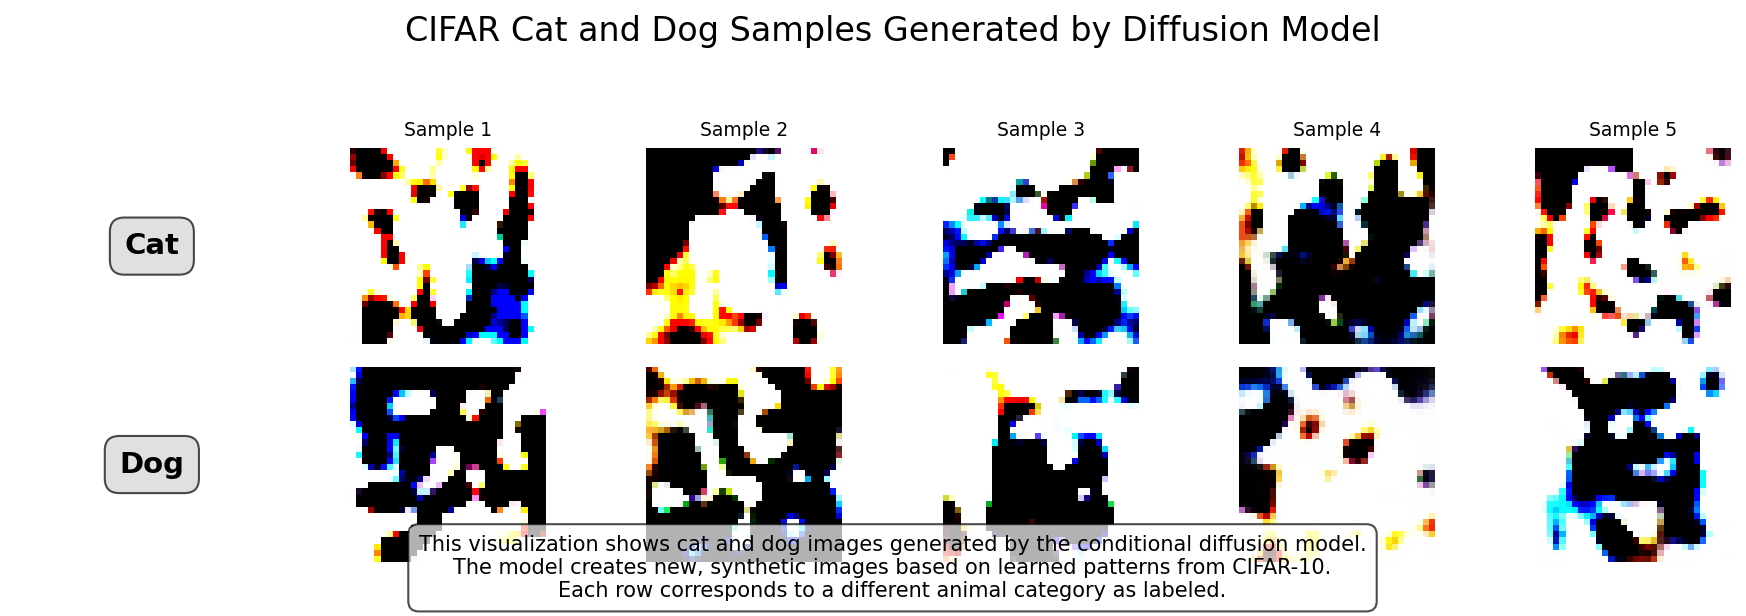 CIFAR Cat and Dog Samples Generated by Diffusion Model
Sample 1
Sample 2
Sample 3
Sample 4
Sample 5
Cat
Dog
This visualization shows cat and dog images generated by the conditional diffusion model.
The model creates new, synthetic images based on learned patterns from CIFAR-10.
Each row corresponds to a different animal category as labeled.